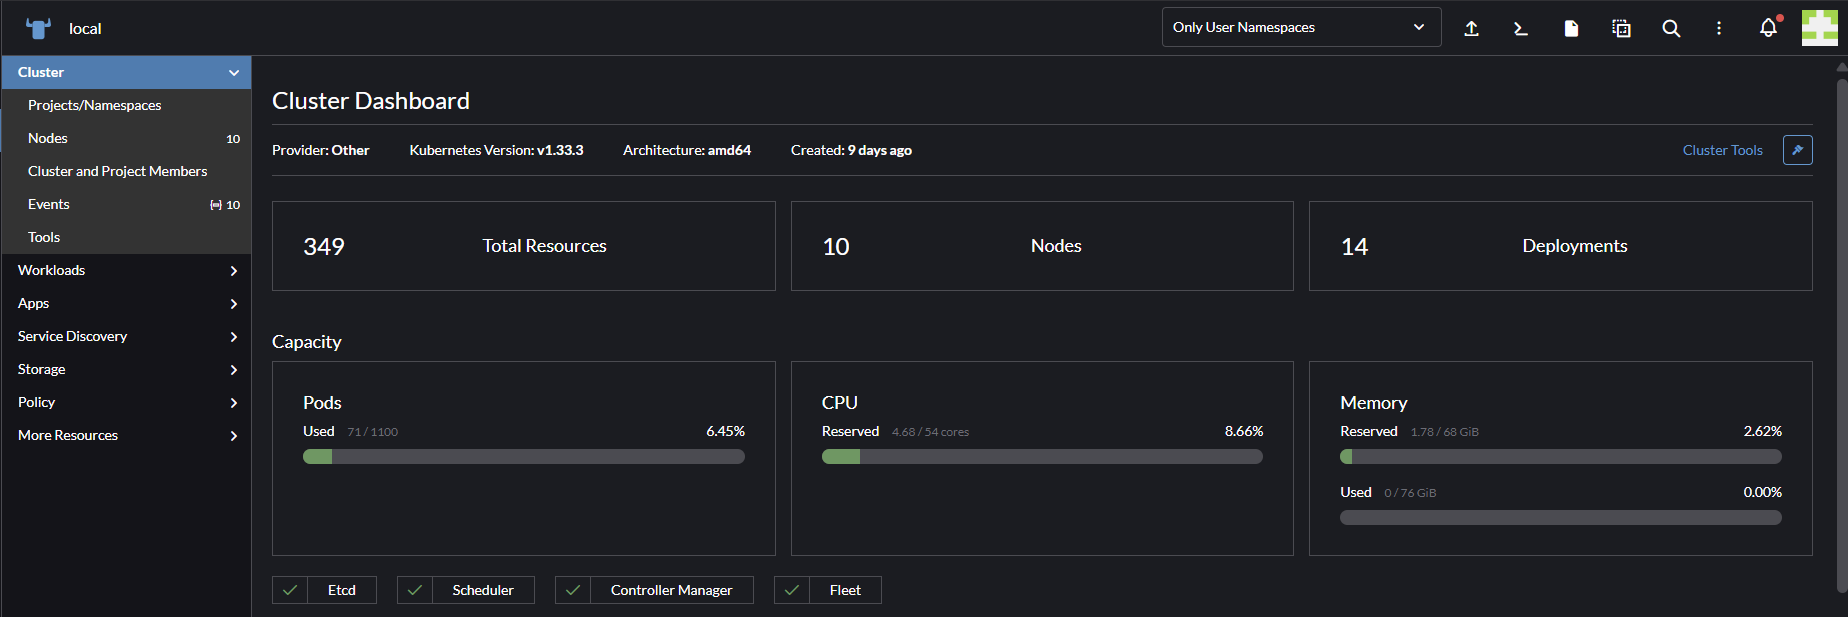 local
Only User Namespaces
Cluster
Projects/Namespaces
Nodes 10
Cluster and Project Members
Events 10
Tools
Workloads
Apps
Service Discovery
Storage
Policy
More Resources
Cluster Dashboard
Provider: Other Kubernetes Version: v1.33.3 Architecture: amd64 Created: 9 days ago Cluster Tools
349 Total Resources
10 Nodes
14 Deployments
Capacity
Pods
Used 71 / 1100 6.45%
CPU
Reserved 4.68 / 54 cores 8.66%
Memory
Reserved 1.78 / 68 GiB 2.62%
Used 0 / 76 GiB 0.00%
Etcd
Scheduler
Controller Manager
Fleet